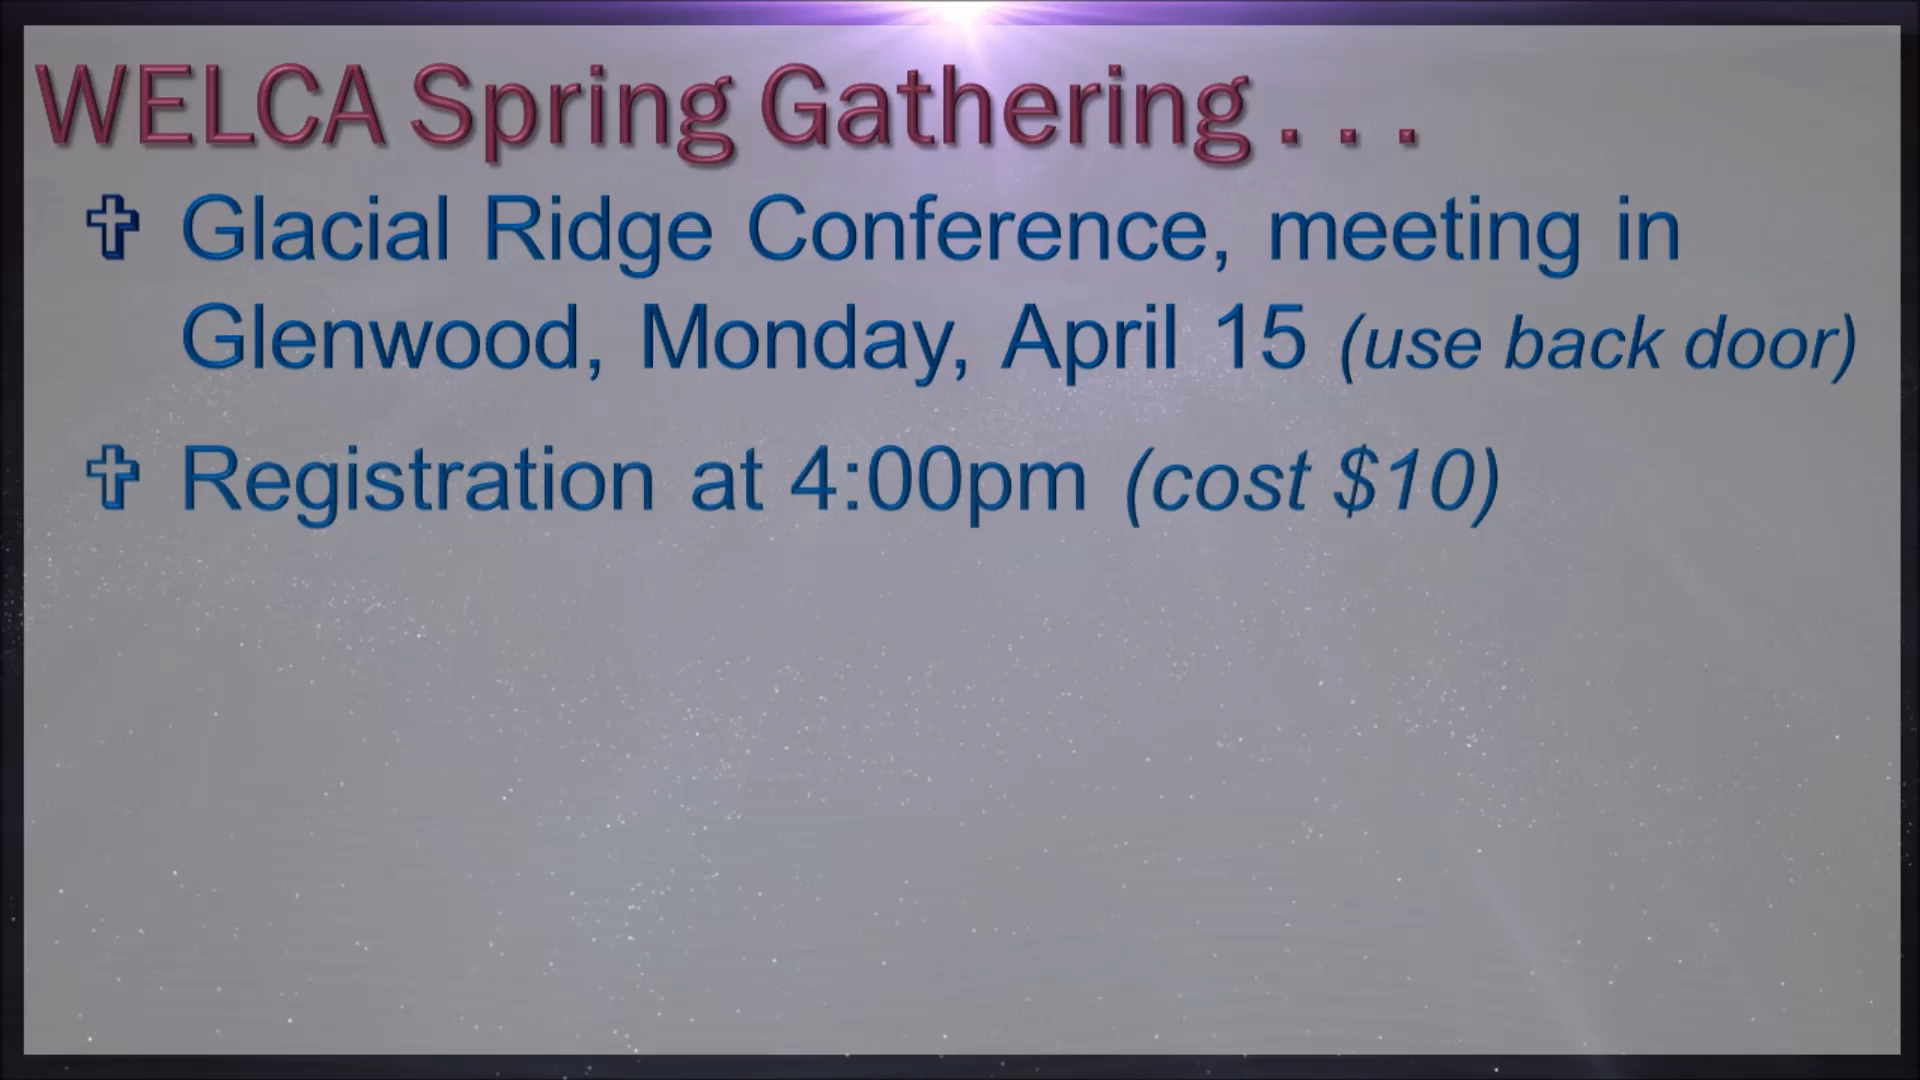 WELCA Spring Gathering . . .
✞ Glacial Ridge Conference, meeting in
Glenwood, Monday, April 15 (use back door)
✞ Registration at 4:00pm (cost $10)